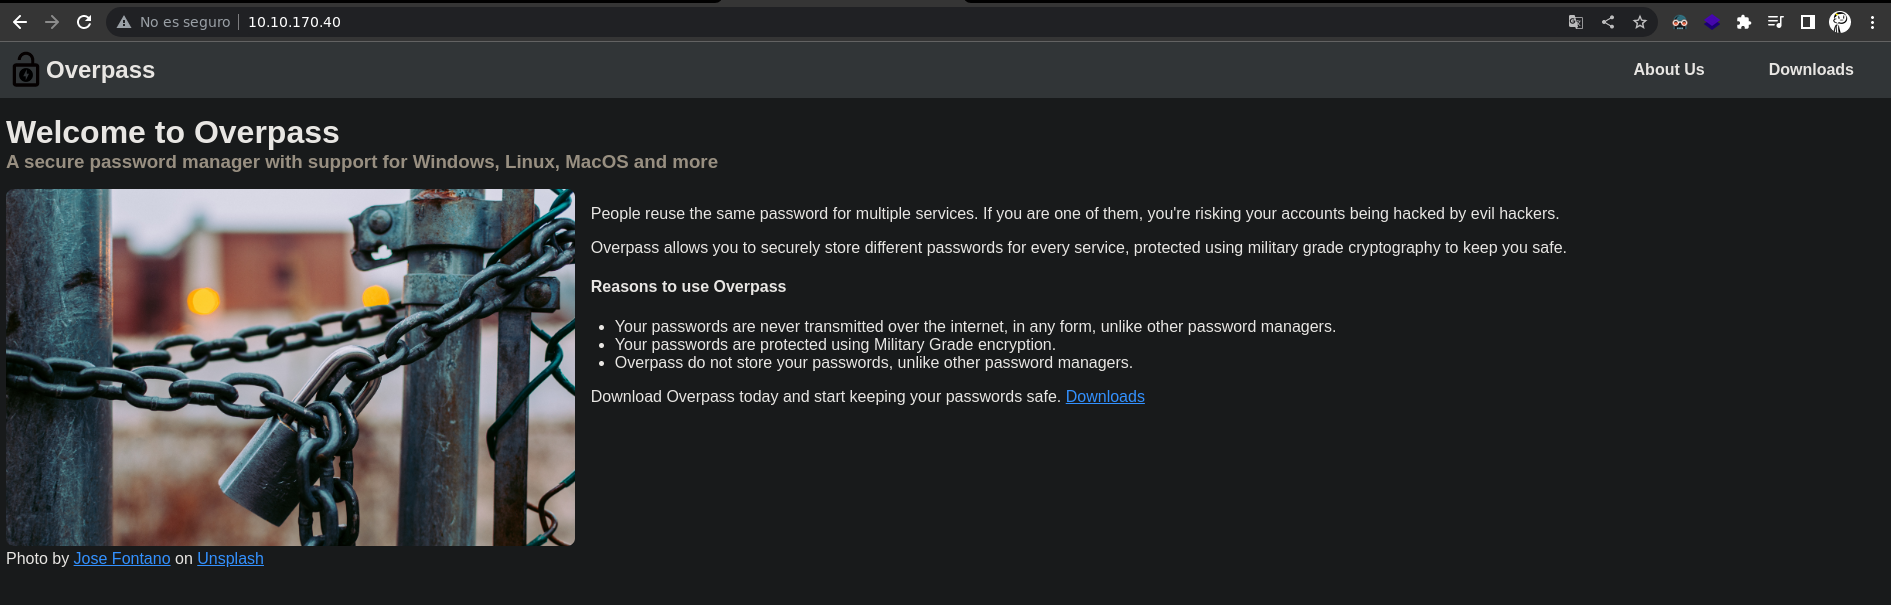 No es seguro 10.10.170.40
Overpass About Us Downloads
Welcome to Overpass
A secure password manager with support for Windows, Linux, MacOS and more
People reuse the same password for multiple services. If you are one of them, you're risking your accounts being hacked by evil hackers.
Overpass allows you to securely store different passwords for every service, protected using military grade cryptography to keep you safe.
Reasons to use Overpass
• Your passwords are never transmitted over the internet, in any form, unlike other password managers.
• Your passwords are protected using Military Grade encryption.
• Overpass do not store your passwords, unlike other password managers.
Download Overpass today and start keeping your passwords safe. Downloads
Photo by Jose Fontano on Unsplash